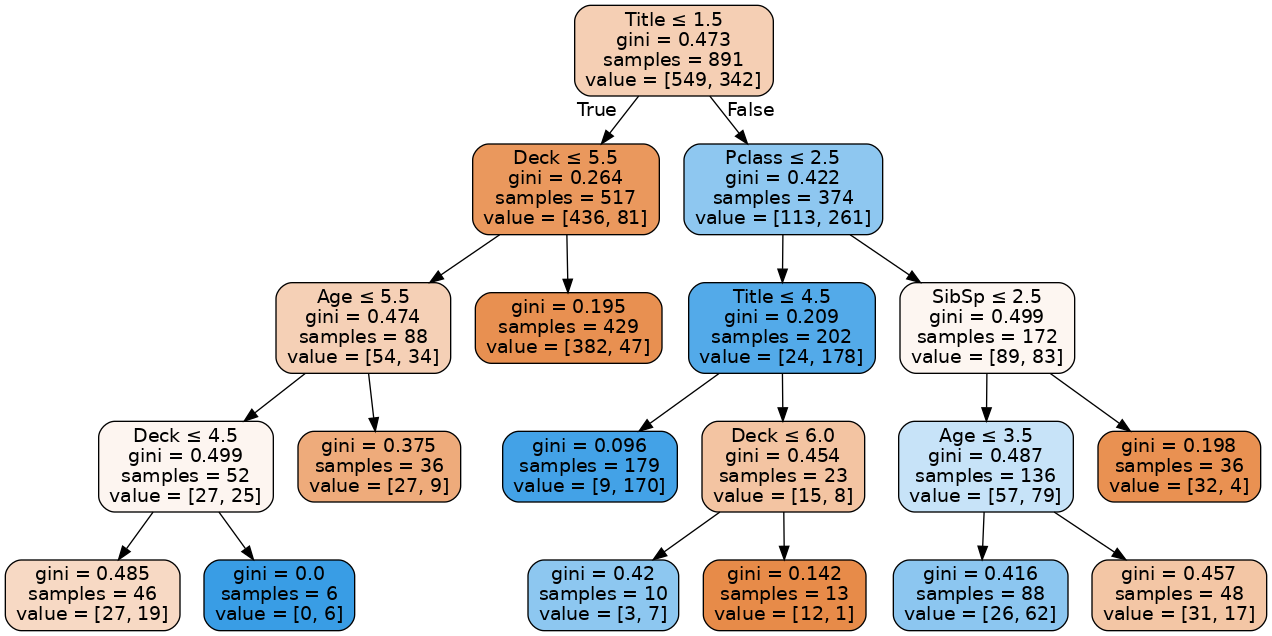 Title ≤ 1.5
gini = 0.473
samples = 891
value = [549, 342]
True
False
Deck ≤ 5.5
gini = 0.264
samples = 517
value = [436, 81]
Pclass ≤ 2.5
gini = 0.422
samples = 374
value = [113, 261]
Age ≤ 5.5
gini = 0.474
samples = 88
value = [54, 34]
gini = 0.195
samples = 429
value = [382, 47]
Title ≤ 4.5
gini = 0.209
samples = 202
value = [24, 178]
SibSp ≤ 2.5
gini = 0.499
samples = 172
value = [89, 83]
Deck ≤ 4.5
gini = 0.499
samples = 52
value = [27, 25]
gini = 0.375
samples = 36
value = [27, 9]
gini = 0.096
samples = 179
value = [9, 170]
Deck ≤ 6.0
gini = 0.454
samples = 23
value = [15, 8]
Age ≤ 3.5
gini = 0.487
samples = 136
value = [57, 79]
gini = 0.198
samples = 36
value = [32, 4]
gini = 0.485
samples = 46
value = [27, 19]
gini = 0.0
samples = 6
value = [0, 6]
gini = 0.42
samples = 10
value = [3, 7]
gini = 0.142
samples = 13
value = [12, 1]
gini = 0.416
samples = 88
value = [26, 62]
gini = 0.457
samples = 48
value = [31, 17]